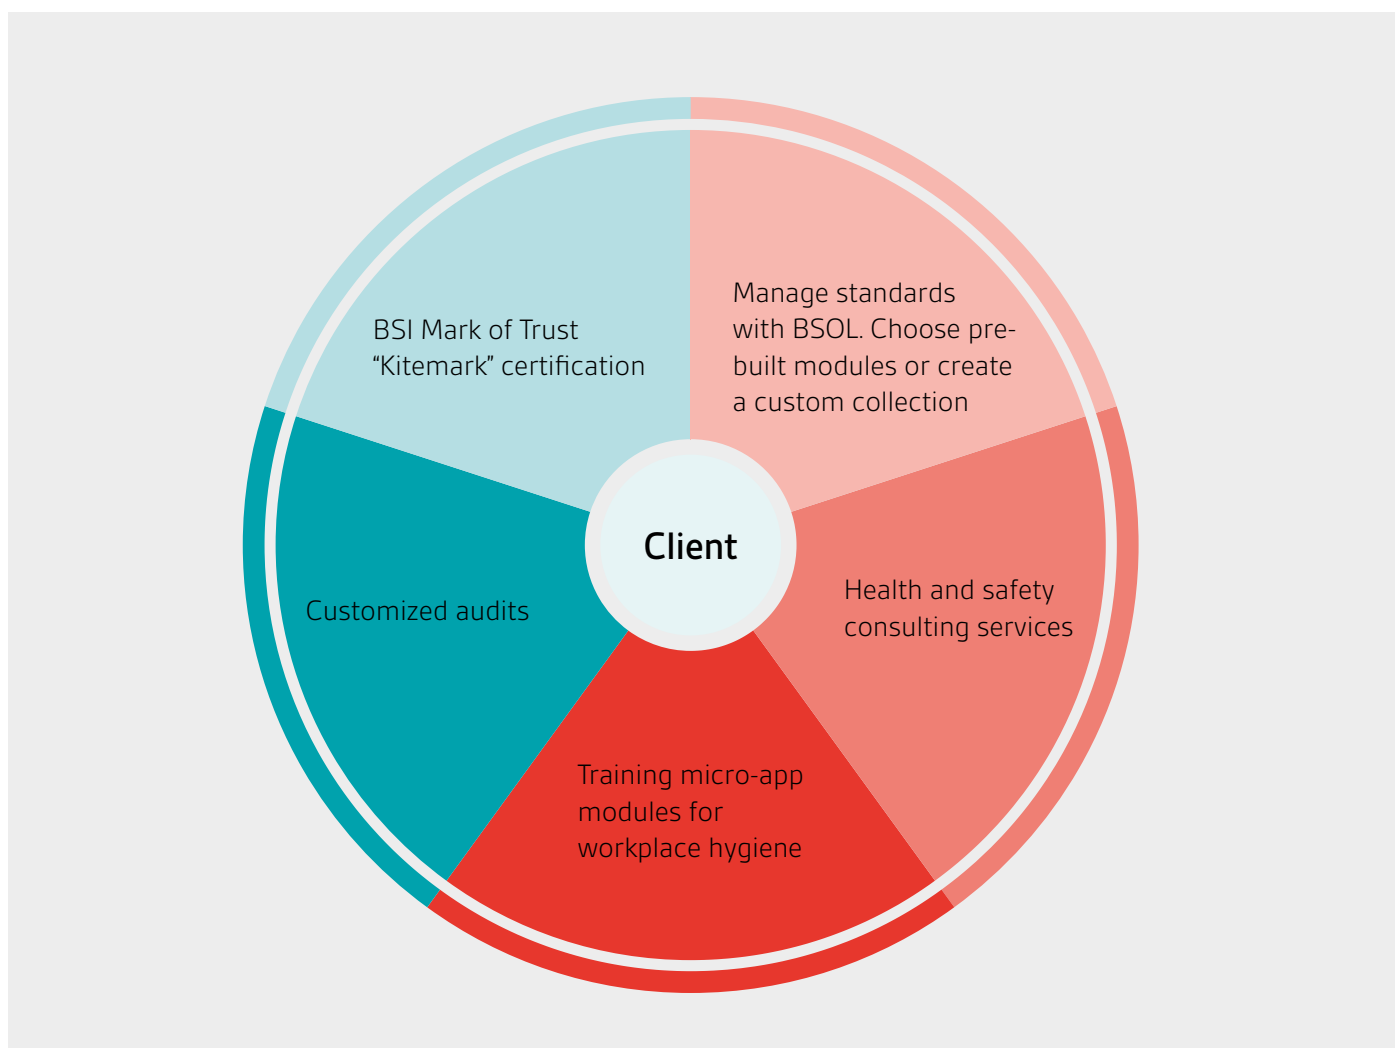 BSI Mark of Trust
“Kitemark” certification
Manage standards
with BSOL. Choose pre-
built modules or create
a custom collection
Client
Customized audits
Health and safety
consulting services
Training micro-app
modules for
workplace hygiene